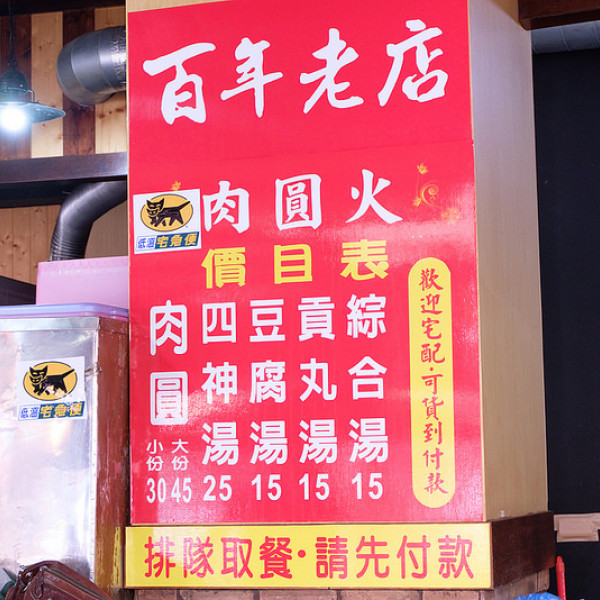 百年老店
肉圓火
價目表
綜合湯 15
貢丸湯 15
豆腐湯 15
四神湯 25
肉圓 大份 45 小份 30
歡迎宅配·可貨到付款
排隊取餐·請先付款
低溫宅急便
低溫宅急便